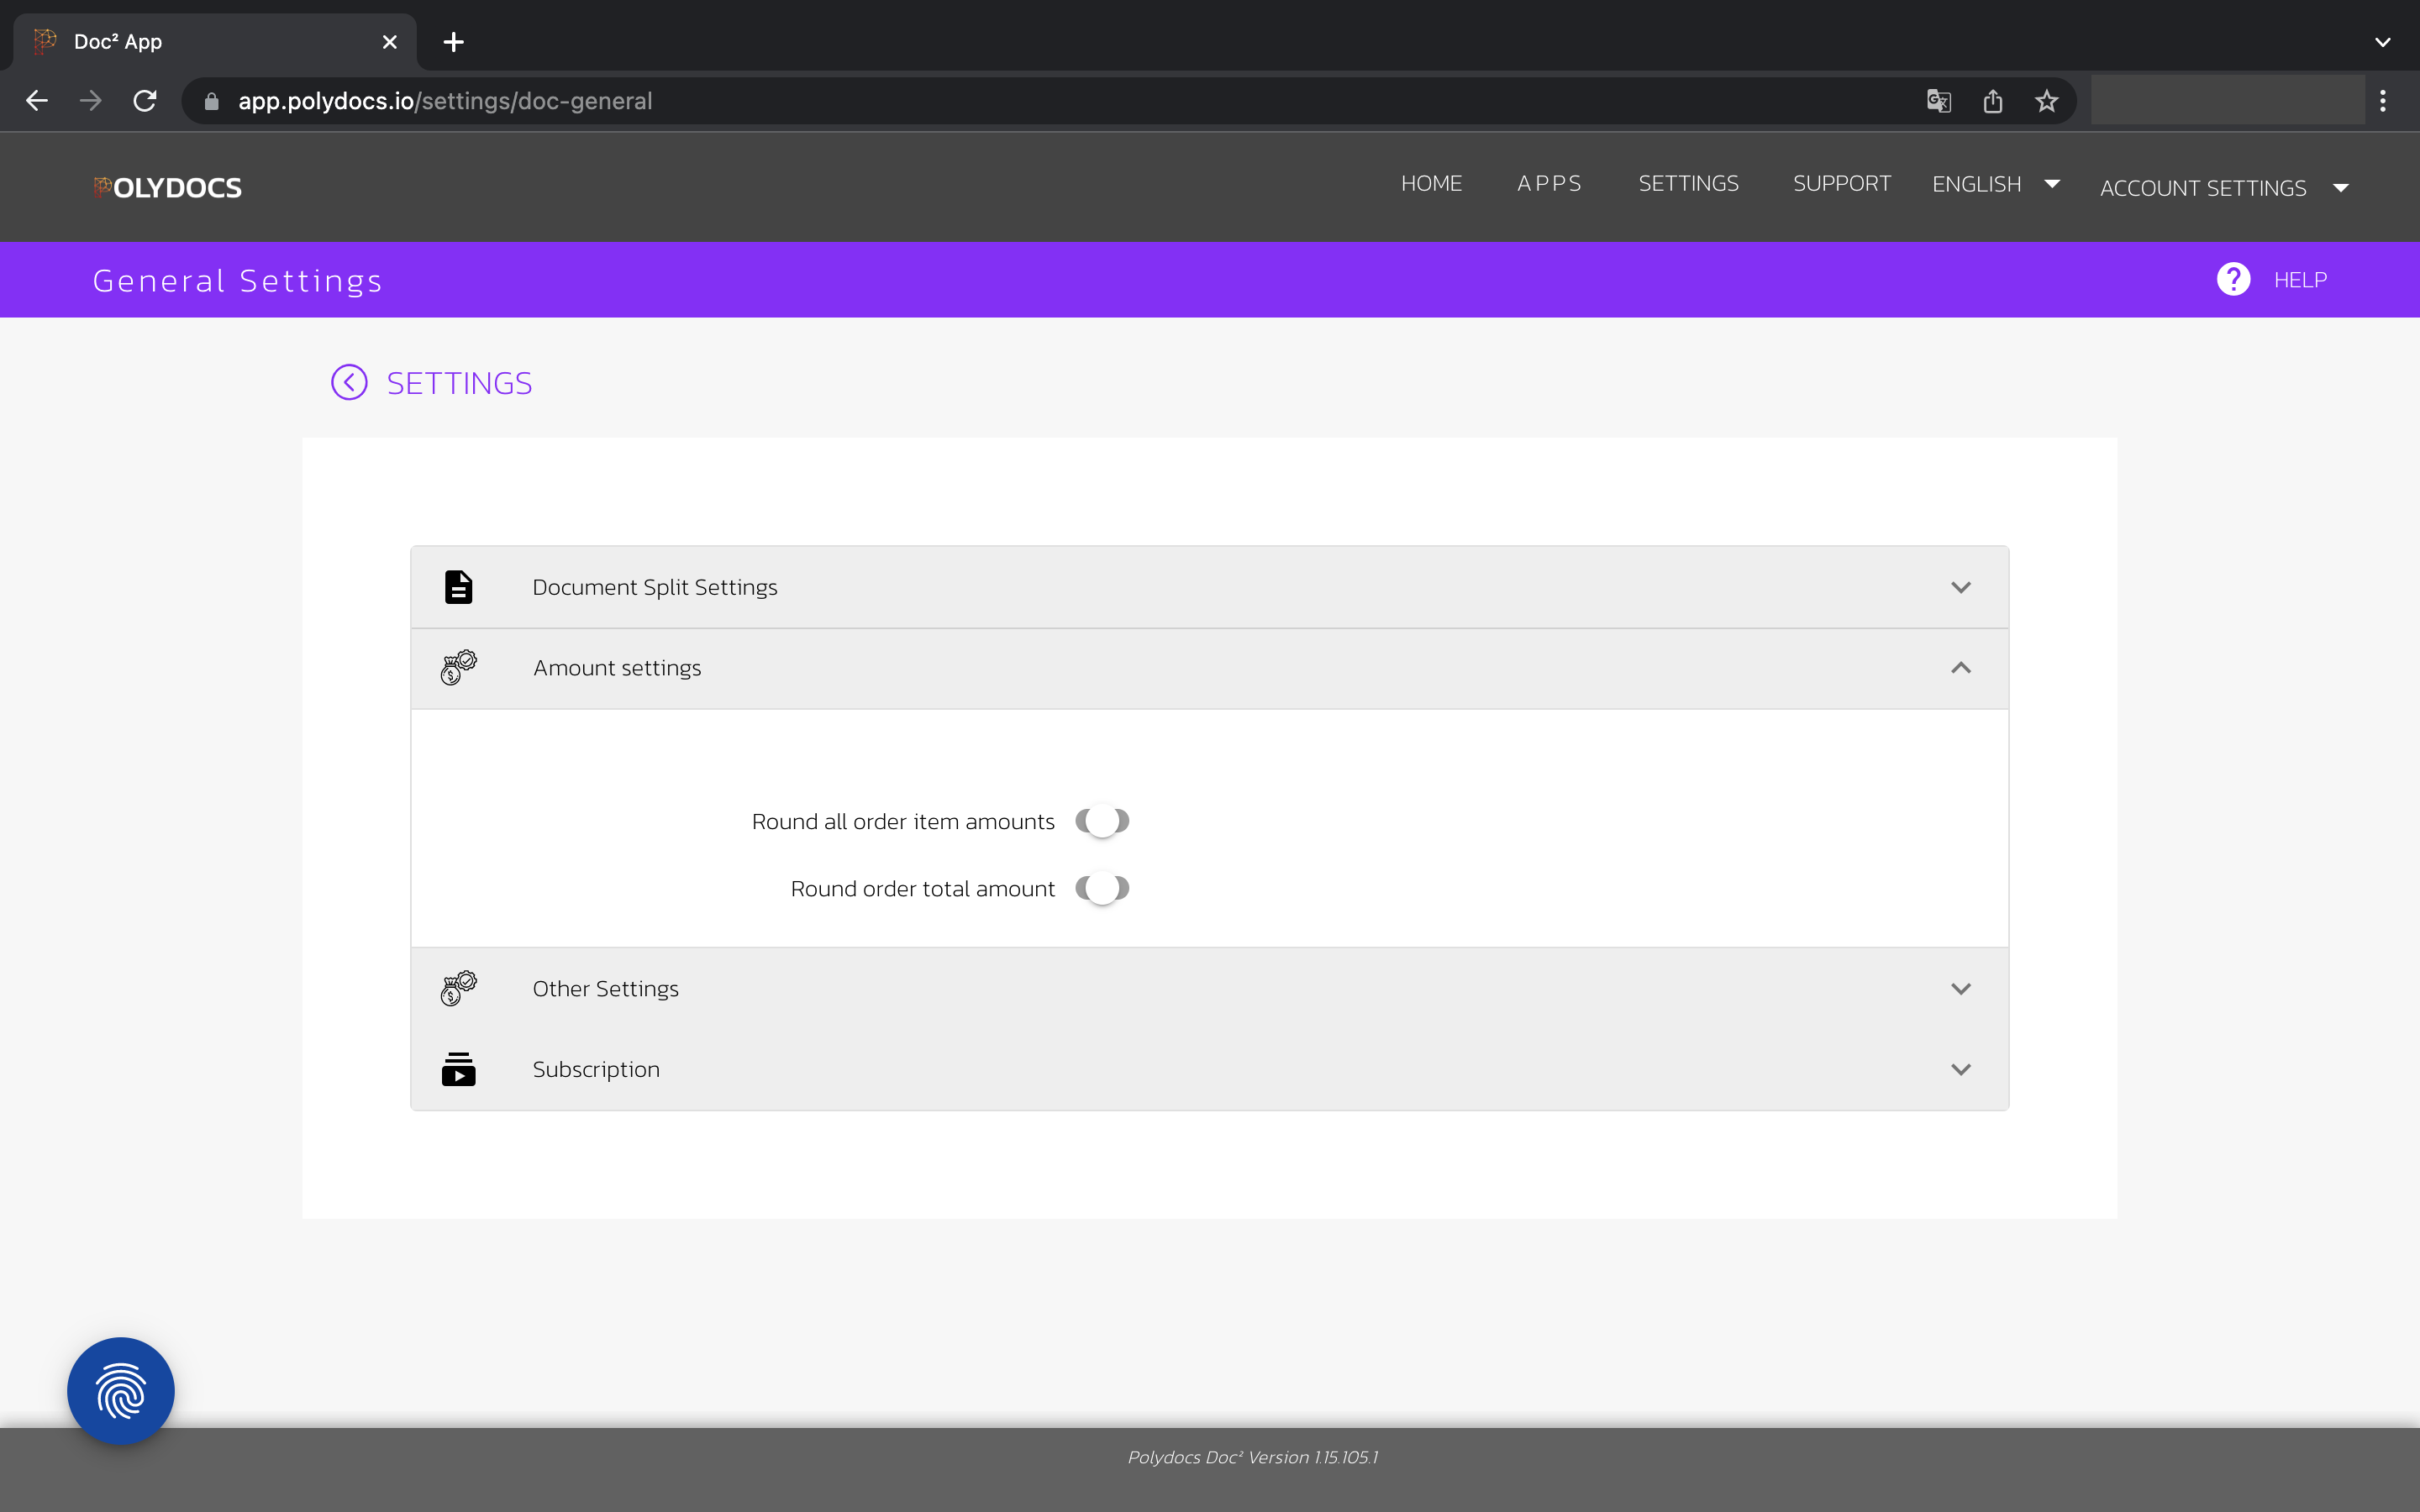 Doc² App
app.polydocs.io/settings/doc-general
POLYDOCS
HOME APPS SETTINGS SUPPORT ENGLISH ACCOUNT SETTINGS
General Settings
? HELP
SETTINGS
Document Split Settings
Amount settings
Round all order item amounts
Round order total amount
Other Settings
Subscription
Polydocs Doc² Version 1.15.105.1